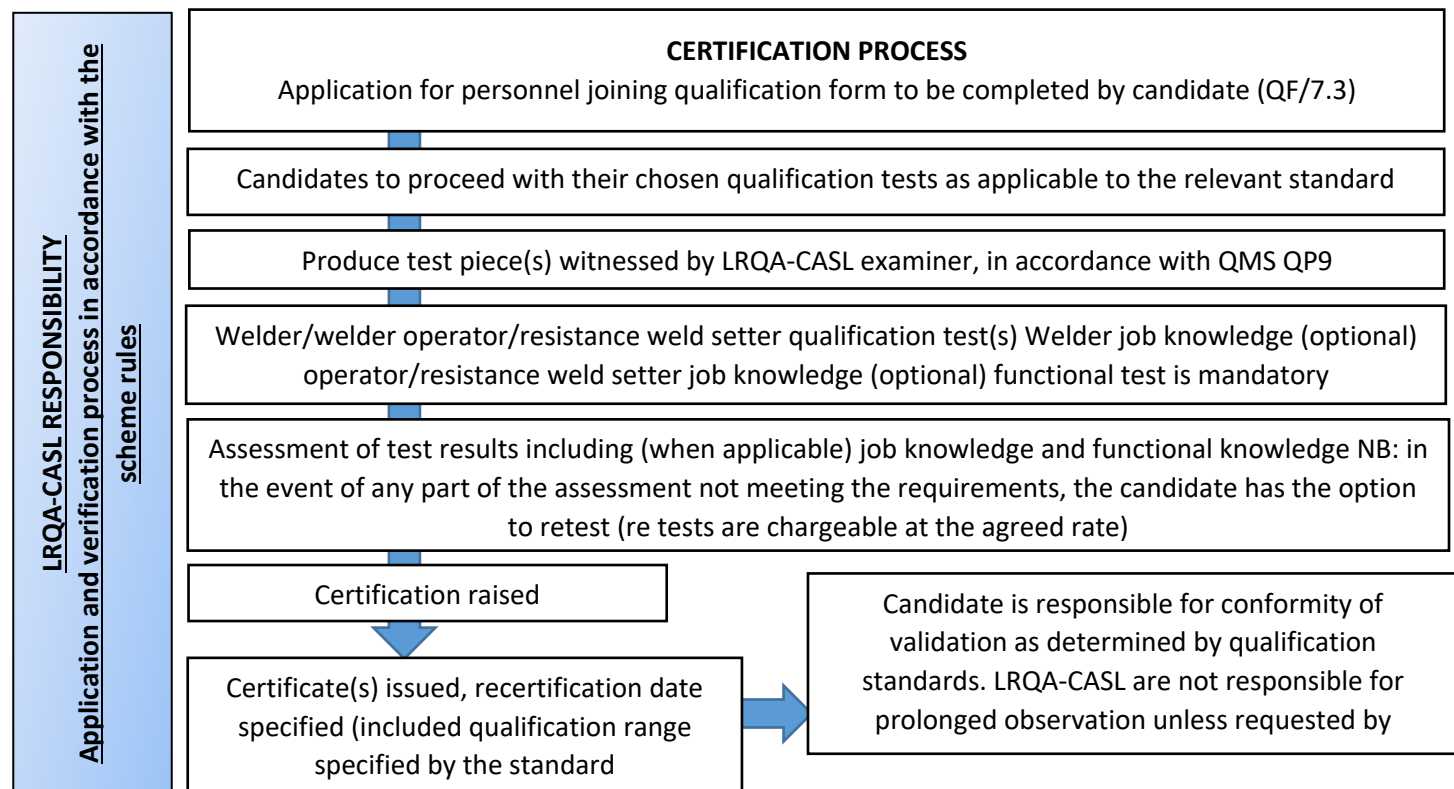 LRQA-CASL RESPONSIBILITY
Application and verification process in accordance with the
scheme rules
CERTIFICATION PROCESS
Application for personnel joining qualification form to be completed by candidate (QF/7.3)
Candidates to proceed with their chosen qualification tests as applicable to the relevant standard
Produce test piece(s) witnessed by LRQA-CASL examiner, in accordance with QMS QP9
Welder/welder operator/resistance weld setter qualification test(s) Welder job knowledge (optional)
operator/resistance weld setter job knowledge (optional) functional test is mandatory
Assessment of test results including (when applicable) job knowledge and functional knowledge NB: in
the event of any part of the assessment not meeting the requirements, the candidate has the option
to retest (re tests are chargeable at the agreed rate)
Certification raised
Certificate(s) issued, recertification date
specified (included qualification range
specified by the standard
Candidate is responsible for conformity of
validation as determined by qualification
standards. LRQA-CASL are not responsible for
prolonged observation unless requested by